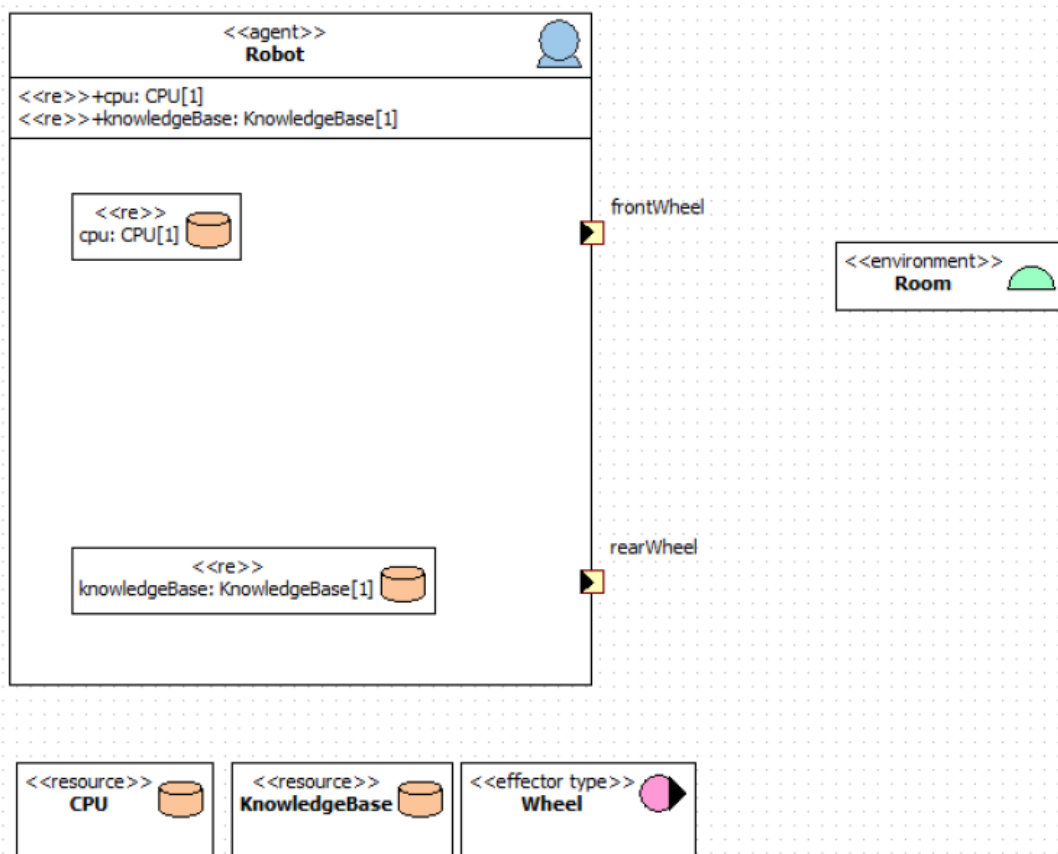 <<agent>>
Robot
<<re>>+cpu: CPU[1]
<<re>>+knowledgeBase: KnowledgeBase[1]
<<re>>
cpu: CPU[1]
frontWheel
<<environment>>
Room
<<re>>
knowledgeBase: KnowledgeBase[1]
rearWheel
<<resource>>
CPU
<<resource>>
KnowledgeBase
<<effector type>>
Wheel